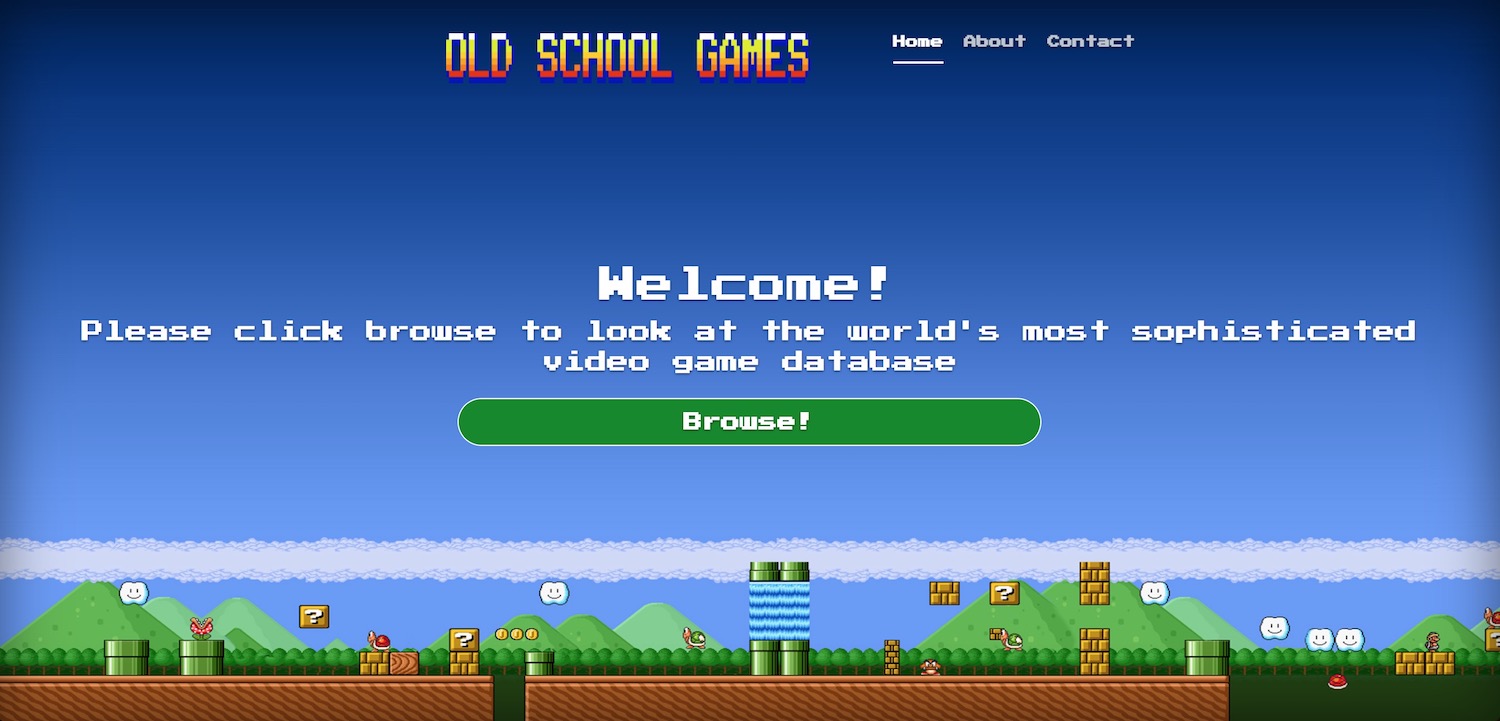 OLD SCHOOL GAMES
Home About Contact
Welcome!
Please click browse to look at the world's most sophisticated
video game database
Browse!
?
?
?
?